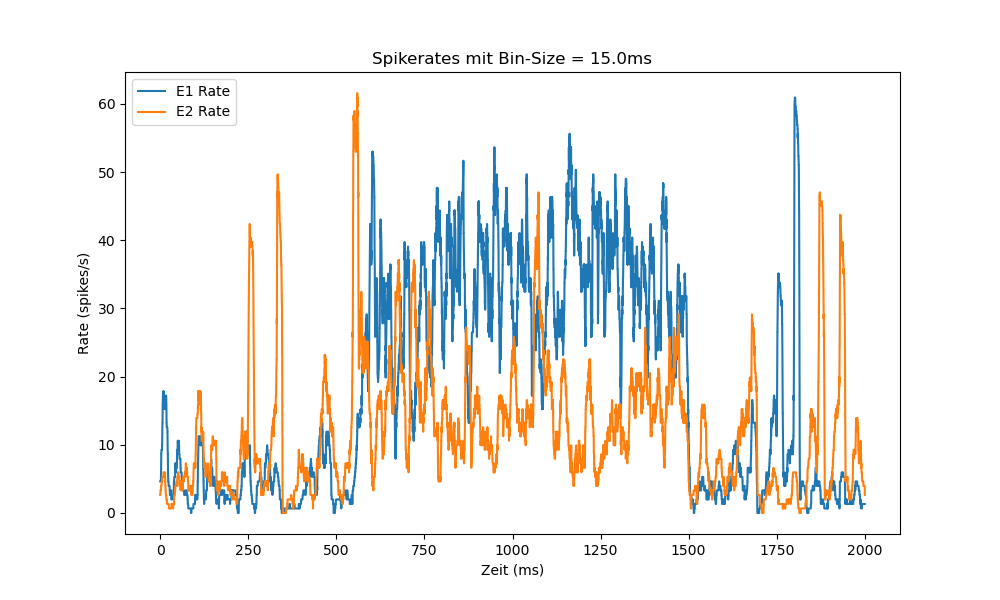 Spikerates mit Bin-Size = 15.0ms
E1 Rate
E2 Rate
Rate (spikes/s)
60
50
40
30
20
10
0
0 250 500 750 1000 1250 1500 1750 2000
Zeit (ms)